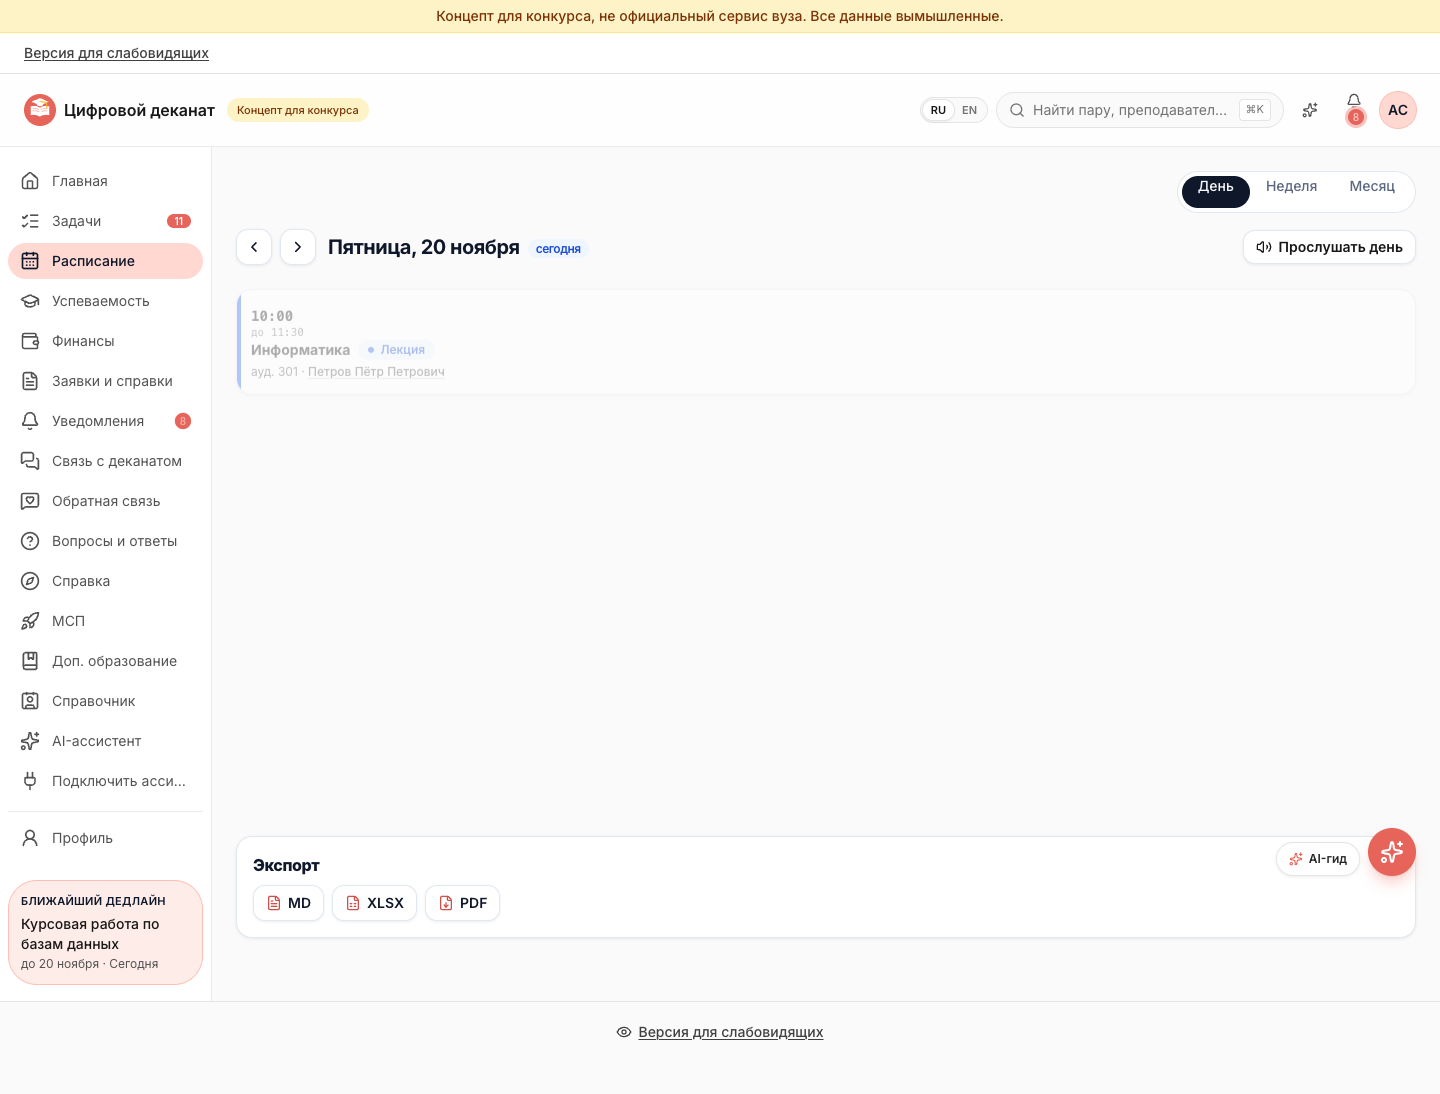 Концепт для конкурса, не официальный сервис вуза. Все данные вымышленные.
Версия для слабовидящих
Цифровой деканат
Концепт для конкурса
RU EN
Найти пару, преподавател...
⌘K
8
АС
Главная
Задачи 11
Расписание
Успеваемость
Финансы
Заявки и справки
Уведомления 8
Связь с деканатом
Обратная связь
Вопросы и ответы
Справка
МСП
Доп. образование
Справочник
AI-ассистент
Подключить асси...
Профиль
БЛИЖАЙШИЙ ДЕДЛАЙН
Курсовая работа по
базам данных
до 20 ноября · Сегодня
День Неделя Месяц
Пятница, 20 ноября сегодня
Прослушать день
10:00
до 11:30
Информатика Лекция
ауд. 301 · Петров Пётр Петрович
Экспорт
MD XLSX PDF
AI-гид
Версия для слабовидящих